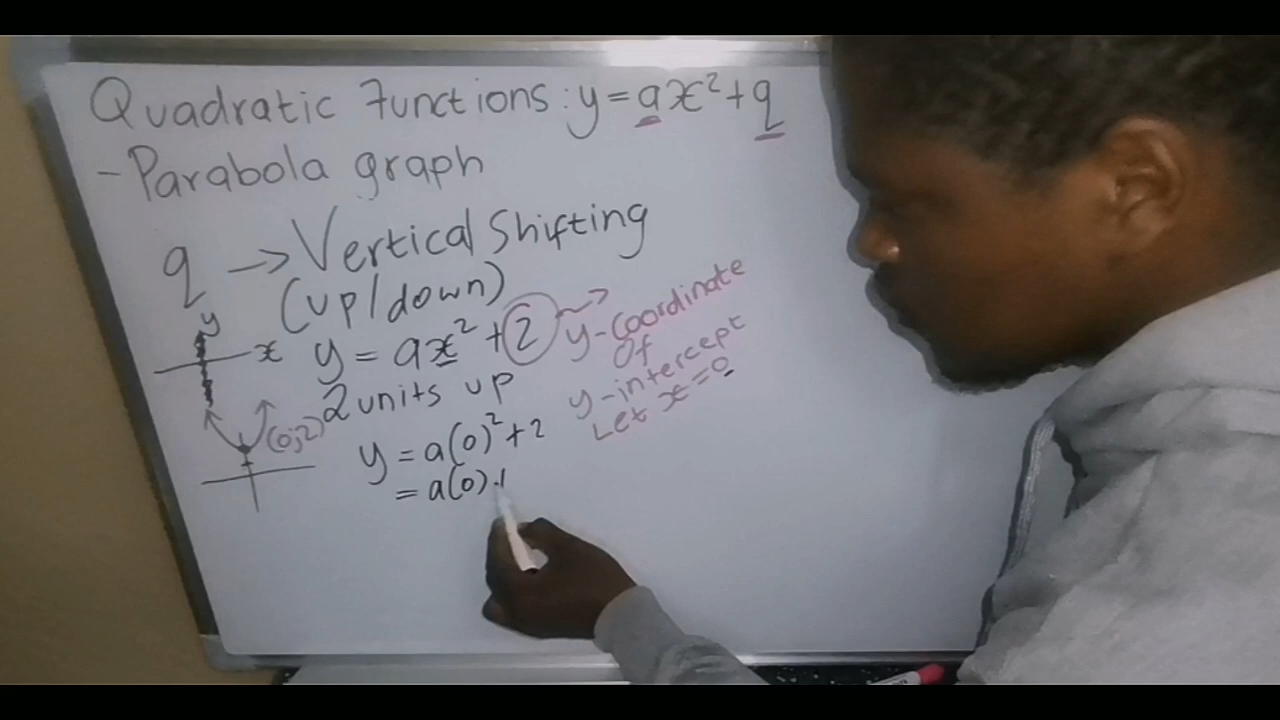 Quadratic Functions: y = ax² + q
- Parabola graph
q → Vertical Shifting
(up/down)
y
x
y = ax² + 2 → y-coordinate
of
y-intercept
Let x = 0
2 units up
(0;2)
y = a(0)² + 2
= a(0) +